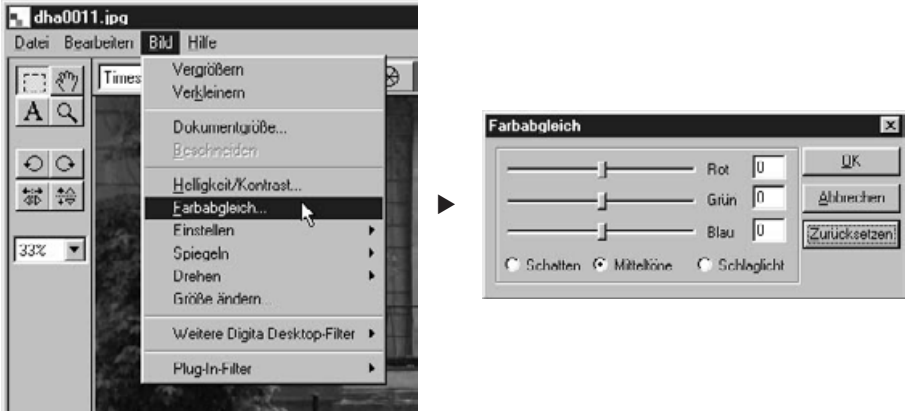 dha0011.jpg
Datei Bearbeiten Bild Hilfe
Times
A
33%
Vergrößern
Verkleinern
Dokumentgröße...
Beschneiden
Helligkeit/Kontrast...
Farbabgleich...
Einstellen
Spiegeln
Drehen
Größe ändern...
Weitere Digita Desktop-Filter
Plug-In-Filter
Farbabgleich
Rot 0
Grün 0
Blau 0
Schatten Mitteltöne Schlaglicht
OK
Abbrechen
Zurücksetzen